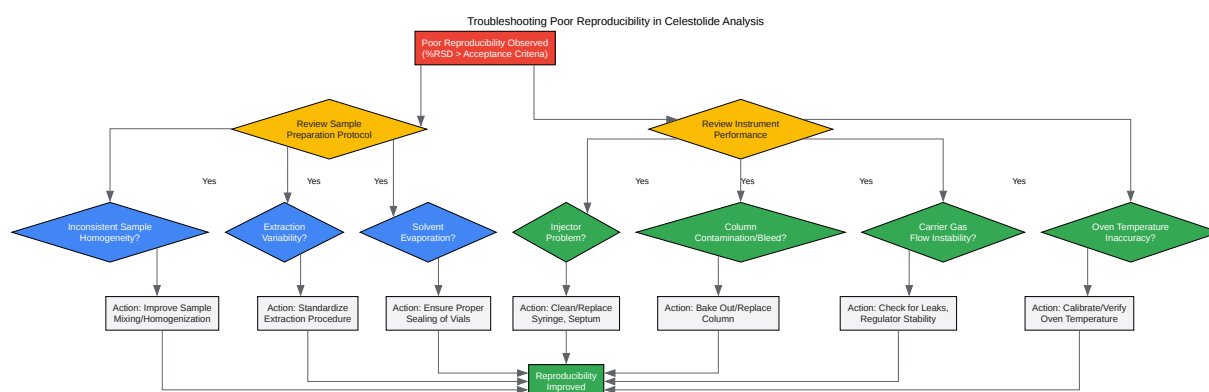 Troubleshooting Poor Reproducibility in Celestolide Analysis
Poor Reproducibility Observed
(%RSD > Acceptance Criteria)
Review Sample
Preparation Protocol
Review Instrument
Performance
Yes
Yes
Yes
Yes
Yes
Yes
Yes
Inconsistent Sample
Homogeneity?
Extraction
Variability?
Solvent
Evaporation?
Injector
Problem?
Column
Contamination/Bleed?
Carrier Gas
Flow Instability?
Oven Temperature
Inaccuracy?
Action: Improve Sample
Mixing/Homogenization
Action: Standardize
Extraction Procedure
Action: Ensure Proper
Sealing of Vials
Action: Clean/Replace
Syringe, Septum
Action: Bake Out/Replace
Column
Action: Check for Leaks,
Regulator Stability
Action: Calibrate/Verify
Oven Temperature
Reproducibility
Improved